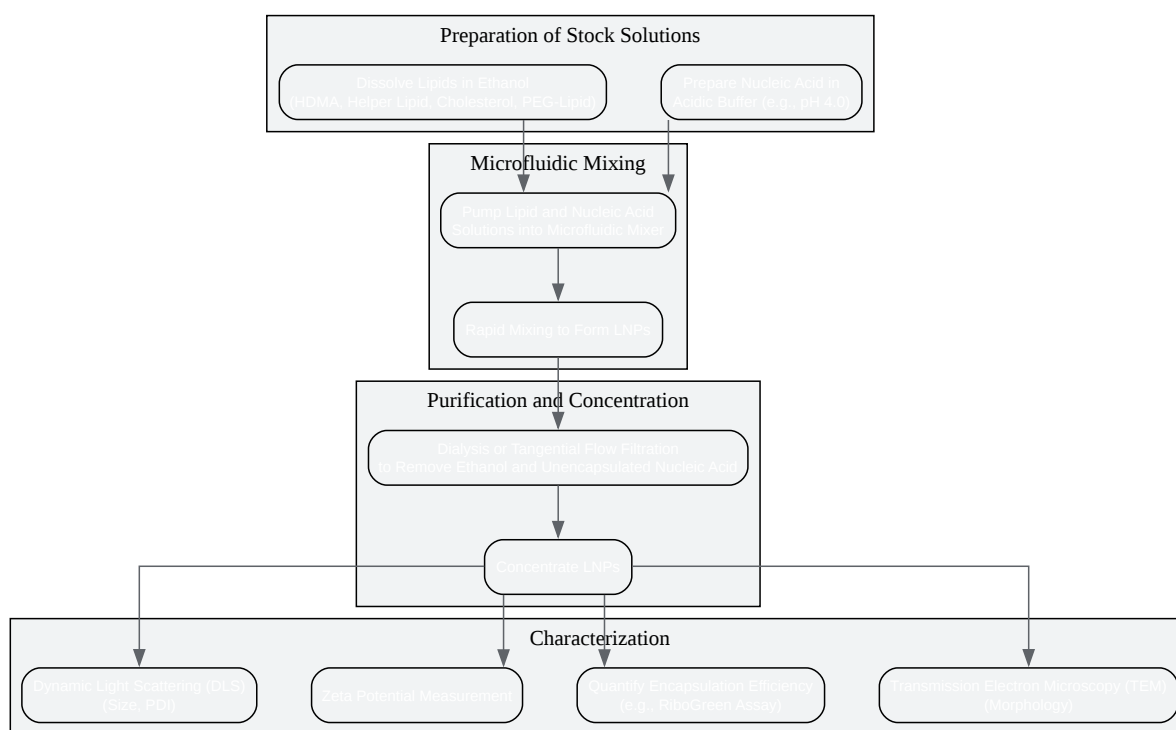 Preparation of Stock Solutions
Dissolve Lipids in Ethanol
(HDMA, Helper Lipid, Cholesterol, PEG-Lipid)
Prepare Nucleic Acid in
Acidic Buffer (e.g., pH 4.0)
Microfluidic Mixing
Pump Lipid and Nucleic Acid
Solutions into Microfluidic Mixer
Rapid Mixing to Form LNPs
Purification and Concentration
Dialysis or Tangential Flow Filtration
to Remove Ethanol and Unencapsulated Nucleic Acid
Concentrate LNPs
Characterization
Dynamic Light Scattering (DLS)
(Size, PDI)
Zeta Potential Measurement
Quantify Encapsulation Efficiency
(e.g., RiboGreen Assay)
Transmission Electron Microscopy (TEM)
(Morphology)